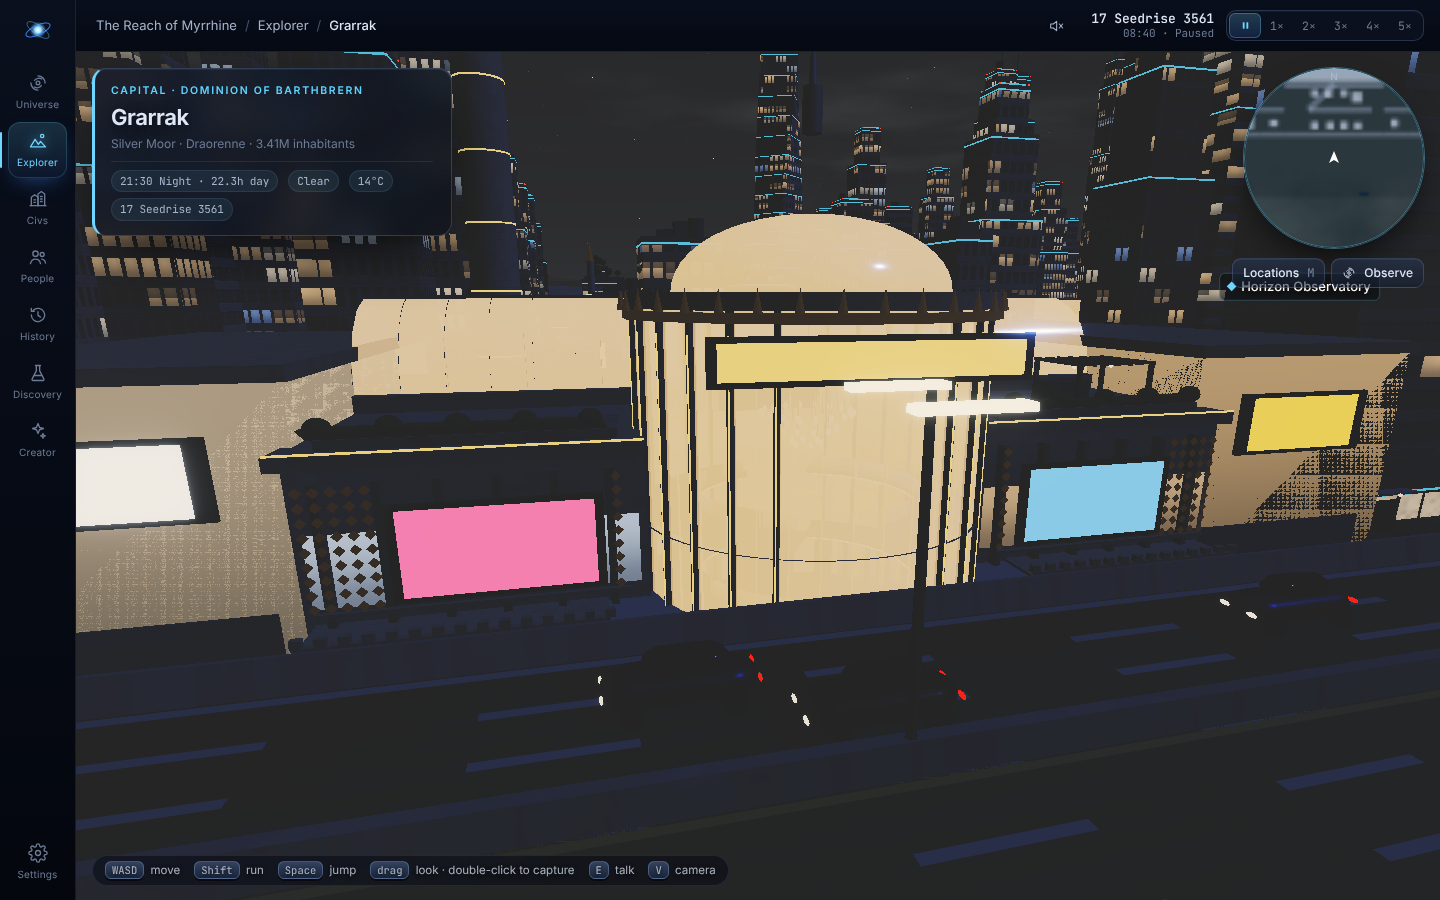 The Reach of Myrrhine / Explorer / Grarrak
17 Seedrise 3561
08:40 · Paused
1×
2×
3×
4×
5×
Universe
Explorer
Civs
People
History
Discovery
Creator
Settings
CAPITAL · DOMINION OF BARTHBRERN
Grarrak
Silver Moor · Draorenne · 3.41M inhabitants
21:30 Night · 22.3h day
Clear
14°C
17 Seedrise 3561
N
Locations M
Observe
Horizon Observatory
WASD move
Shift run
Space jump
drag look · double-click to capture
E talk
V camera